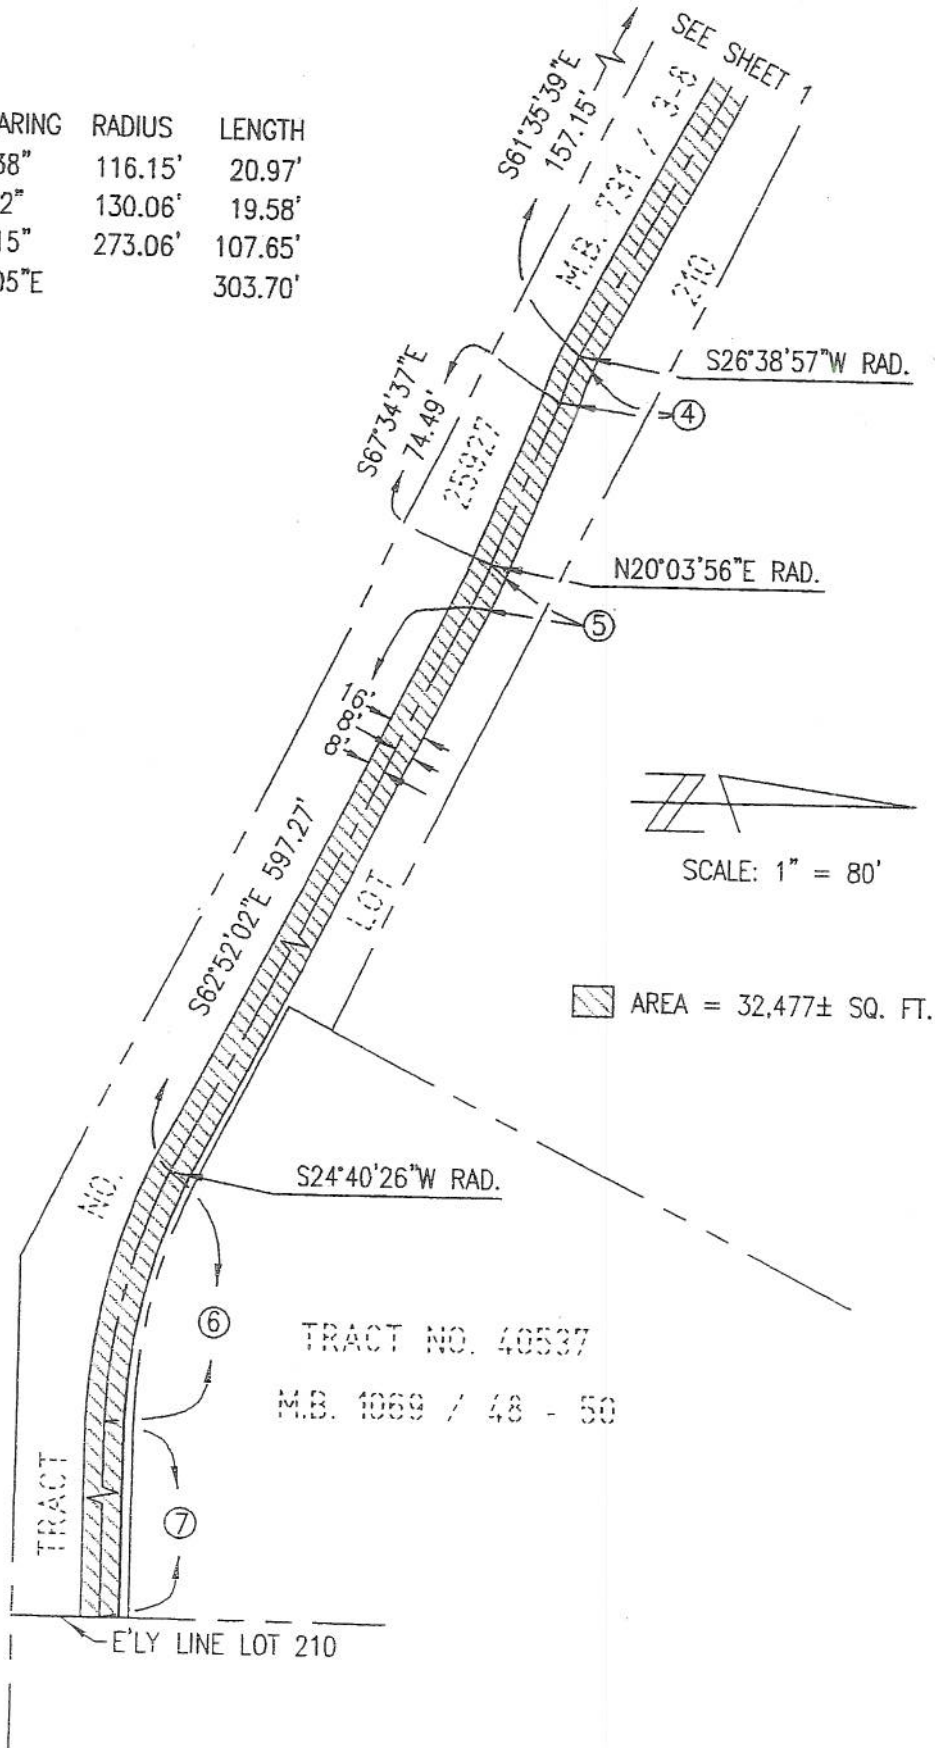 SEE SHEET 1
ARING RADIUS LENGTH
38" 116.15' 20.97'
2" 130.06' 19.58'
15" 273.06' 107.65'
05"E 303.70'
S61°35'39"E
157.15'
M.B. 731 / 3-8
210
S26°38'57"W RAD.
4
S67°34'37"E
74.49'
25927
N20°03'56"E RAD.
5
16'
8'
8'
SCALE: 1" = 80'
S62°52'02"E 597.27'
LOT
AREA = 32,477± SQ. FT.
NO.
S24°40'26"W RAD.
6
TRACT NO. 40537
M.B. 1069 / 48 - 50
TRACT
7
E'LY LINE LOT 210